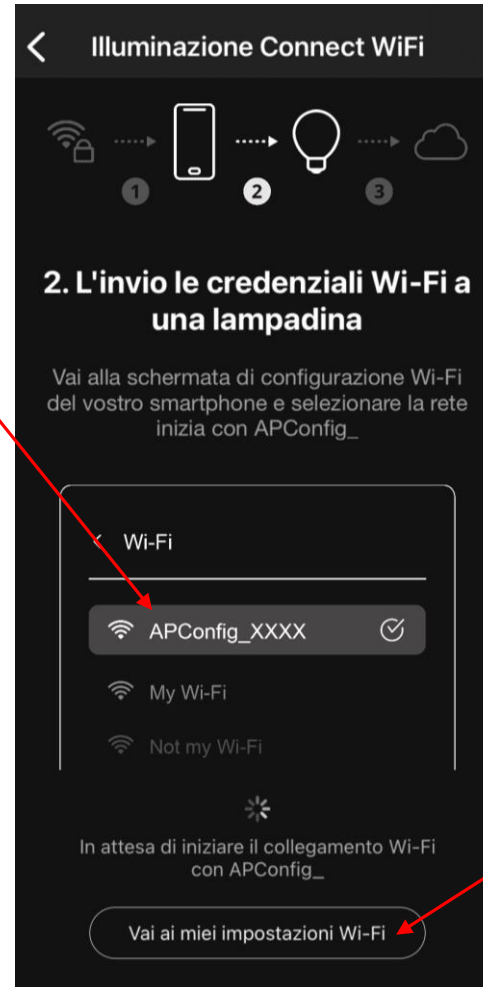 Illuminazione Connect WiFi
1
2
3
2. L'invio le credenziali Wi-Fi a
una lampadina
Vai alla schermata di configurazione Wi-Fi
del vostro smartphone e selezionare la rete
inizia con APConfig_
Wi-Fi
APConfig_XXXX
My Wi-Fi
Not my Wi-Fi
In attesa di iniziare il collegamento Wi-Fi
con APConfig_
Vai ai miei impostazioni Wi-Fi